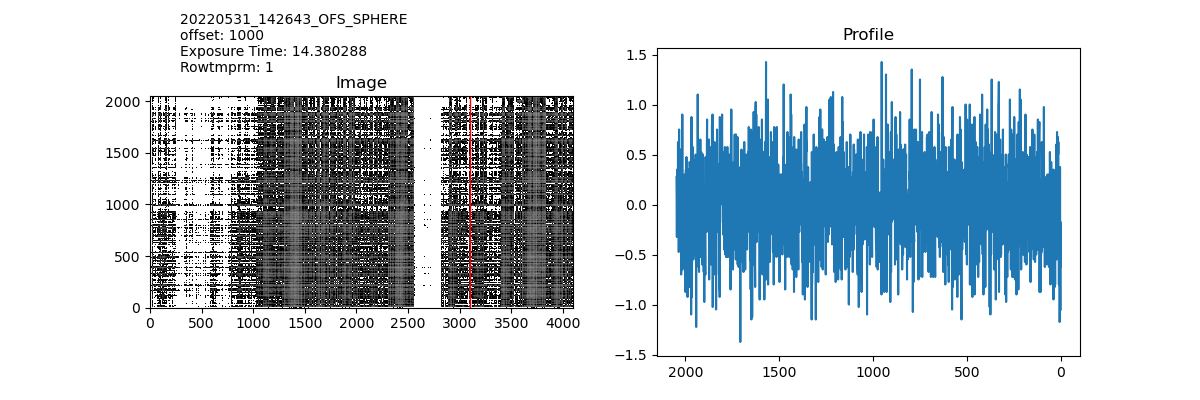 20220531_142643_OFS_SPHERE
offset: 1000
Exposure Time: 14.380288
Rowtmprm: 1
Image
2000
1500
1000
500
0
0 500 1000 1500 2000 2500 3000 3500 4000
Profile
1.5
1.0
0.5
0.0
−0.5
−1.0
−1.5
2000 1500 1000 500 0